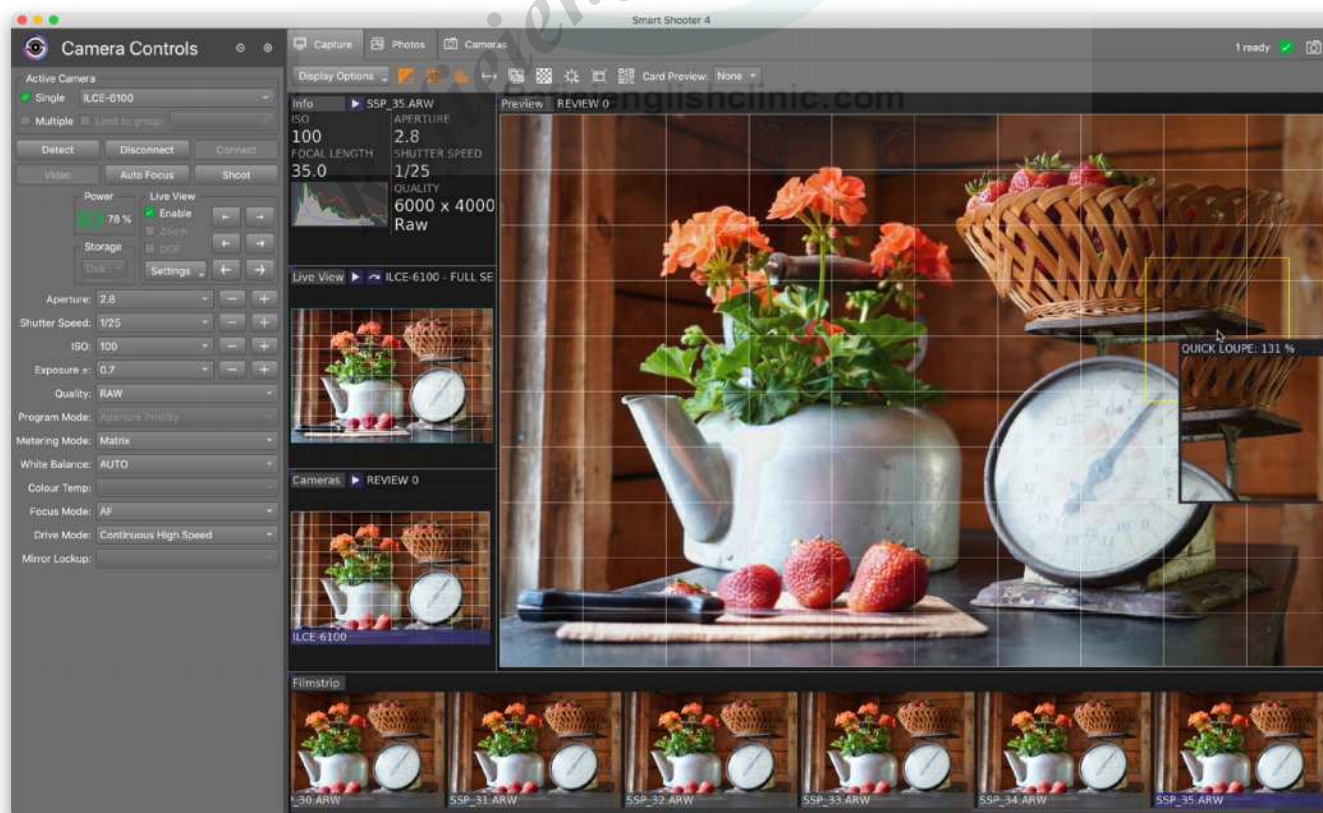 Smart Shooter 4
Camera Controls
Capture
Photos
Cameras
1 ready
Display Options
Card Preview: None
Active Camera
Single ILCE-6100
Multiple Limit to group:
Detect Disconnect Connect
Video Auto Focus Shoot
Power
78 %
Live View
Enable
Zoom
DOF
Storage
Disk
Settings
Aperture: 2.8
Shutter Speed: 1/25
ISO: 100
Exposure ±: 0.7
Quality: RAW
Program Mode: Aperture Priority
Metering Mode: Matrix
White Balance: AUTO
Colour Temp:
Focus Mode: AF
Drive Mode: Continuous High Speed
Mirror Lockup:
Info SSP_35.ARW
ISO
100
APERTURE
2.8
FOCAL LENGTH
35.0
SHUTTER SPEED
1/25
QUALITY
6000 x 4000
Raw
Live View ILCE-6100 - FULL SE
Cameras REVIEW 0
ILCE-6100
Preview REVIEW 0
QUICK LOUPE: 131 %
Filmstrip
_30.ARW
SSP_31.ARW
SSP_32.ARW
SSP_33.ARW
SSP_34.ARW
SSP_35.ARW